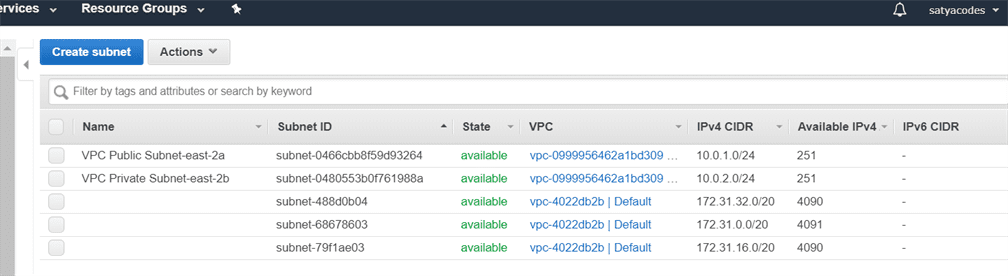 ervices Resource Groups satyacodes
Create subnet Actions
Filter by tags and attributes or search by keyword
Name Subnet ID State VPC IPv4 CIDR Available IPv4 IPv6 CIDR
VPC Public Subnet-east-2a subnet-0466cbb8f59d93264 available vpc-0999956462a1bd309 ... 10.0.1.0/24 251 -
VPC Private Subnet-east-2b subnet-0480553b0f761988a available vpc-0999956462a1bd309 ... 10.0.2.0/24 251 -
subnet-488d0b04 available vpc-4022db2b | Default 172.31.32.0/20 4090 -
subnet-68678603 available vpc-4022db2b | Default 172.31.0.0/20 4091 -
subnet-79f1ae03 available vpc-4022db2b | Default 172.31.16.0/20 4090 -